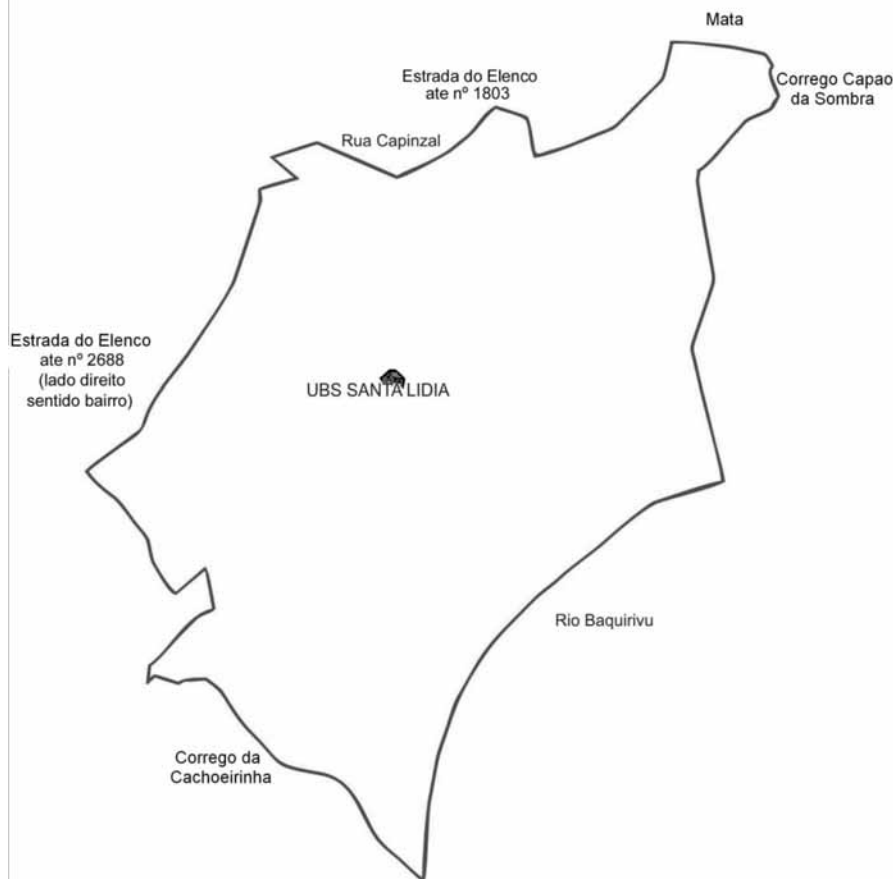 Mata
Estrada do Elenco
ate nº 1803
Corrego Capao
da Sombra
Rua Capinzal
Estrada do Elenco
ate nº 2688
(lado direito
sentido bairro)
UBS SANTA LIDIA
Rio Baquirivu
Corrego da
Cachoeirinha